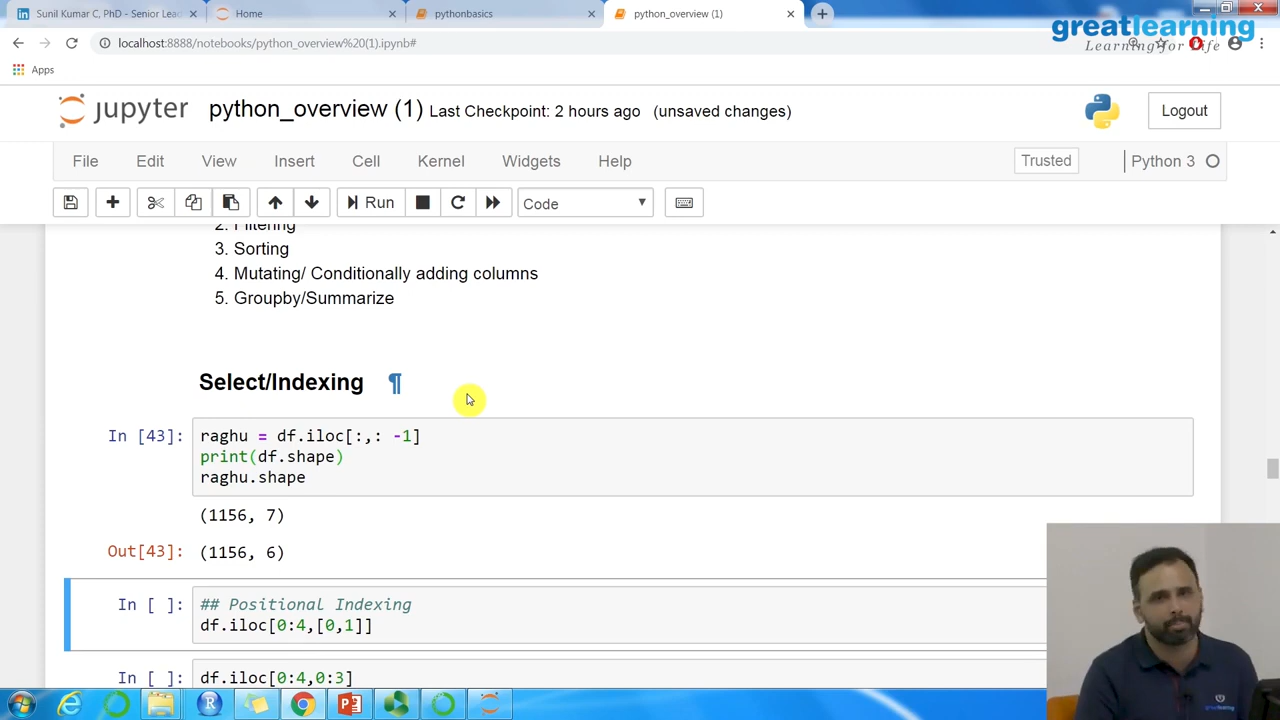 Sunil Kumar, PhD - Senior Lead
Home
pythonbasics
python_overview (1)
greatlearning
Learning for Life
localhost:8888/notebooks/python_overview%20(1).ipynb#
Apps
jupyter python_overview (1) Last Checkpoint: 2 hours ago (unsaved changes)
Logout
File Edit View Insert Cell Kernel Widgets Help
Trusted
Python 3
Run
Code
2. Filtering
3. Sorting
4. Mutating/ Conditionally adding columns
5. Groupby/Summarize
Select/Indexing ¶
In [43]: raghu = df.iloc[:,: -1]
print(df.shape)
raghu.shape
(1156, 7)
Out[43]: (1156, 6)
In [ ]: ## Positional Indexing
df.iloc[0:4,[0,1]]
In [ ]: df.iloc[0:4,0:3]